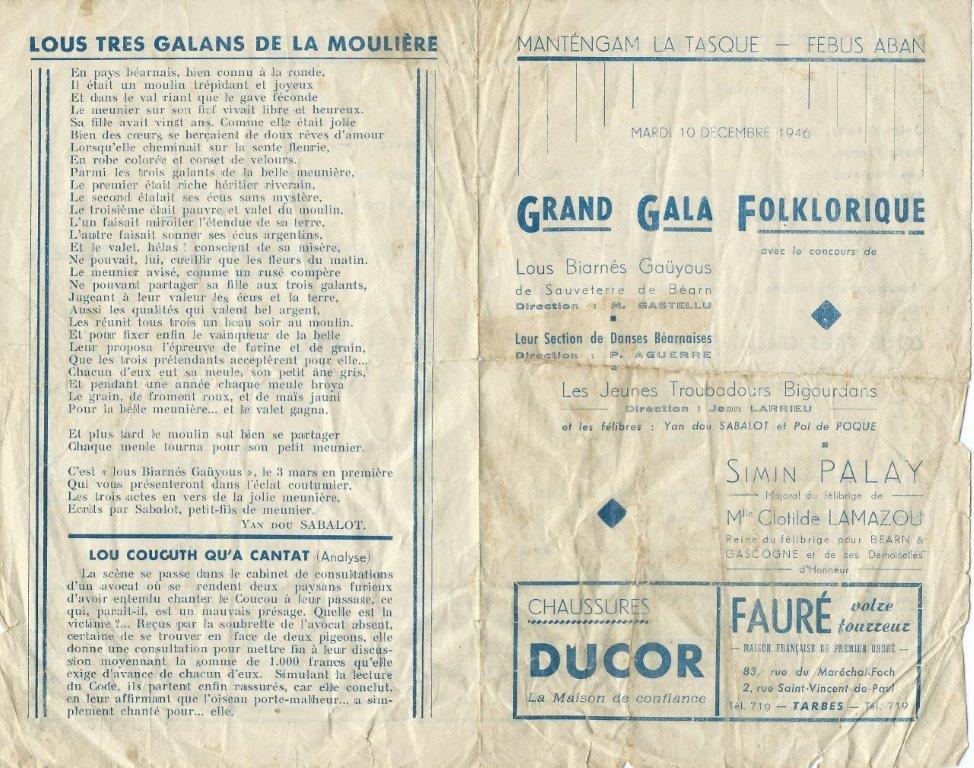 LOUS TRES GALANS DE LA MOULIÈRE
En pays béarnais, bien connu à la ronde,
Il était un moulin trépidant et joyeux
Et dans le val riant que le gave féconde
Le meunier sur son fief vivait libre et heureux.
Sa fille avait vingt ans. Comme elle était jolie
Bien des cœurs se berçaient de doux rêves d'amour
Lorsqu'elle cheminait sur la sente fleurie,
En robe colorée et corset de velours.
Parmi les trois galants de la belle meunière,
Le premier était riche héritier riverain,
Le second étalait ses écus sans mystère,
Le troisième était pauvre et valet du moulin.
L'un faisait miroiter l'étendue de sa terre,
L'autre faisait sonner ses écus argentins,
Et le valet, hélas ! conscient de sa misère,
Ne pouvait, lui, cueillir que les fleurs du matin.
Le meunier avisé, comme un rusé compère
Ne pouvant partager sa fille aux trois galants,
Jugeant à leur valeur les écus et la terre,
Aussi les qualités qui valent bel argent,
Les réunit tous trois un beau soir au moulin.
Et pour fixer enfin le vainqueur de la belle
Leur proposa l'épreuve de farine et de grain,
Que les trois prétendants acceptèrent pour elle...
Chacun d'eux eut sa meule, son petit âne gris,
Et pendant une année chaque meule broya
Le grain, de froment roux, et de maïs jauni
Pour la belle meunière... et le valet gagna.
Et plus tard le moulin sut bien se partager
Chaque meule tourna pour son petit meunier.
C'est « lous Biarnés Gaüyous », le 3 mars en première
Qui vous présenteront dans l'éclat coutumier,
Les trois actes en vers de la jolie meunière,
Ecrits par Sabalot, petit-fils de meunier.
YAN DOU SABALOT.
LOU COUCUTH QU'A CANTAT (Analyse)
La scène se passe dans le cabinet de consultations
d'un avocat où se rendent deux paysans furieux
d'avoir entendu chanter le Coucou à leur passage, ce
qui, paraît-il, est un mauvais présage. Quelle est la
victime ?... Reçus par la soubrette de l'avocat absent,
certaine de se trouver en face de deux pigeons, elle
donne une consultation pour mettre fin à leur discus-
sion moyennant la somme de 1.000 francs qu'elle
exige d'avance de chacun d'eux. Simulant la lecture
du Code, ils partent enfin rassurés, car elle conclut,
en leur affirmant que l'oiseau porte-malheur... a sim-
plement chanté pour... elle.
MANTÉNGAM LA TASQUE — FEBUS ABAN
MARDI 10 DÉCEMBRE 1946
GRAND GALA FOLKLORIQUE
avec le concours de
Lous Biarnés Gaüyous
de Sauveterre de Béarn
Direction : M. GASTELLU
Leur Section de Danses Béarnaises
Direction : P. AGUERRE
Les Jeunes Troubadours Bigourdans
Direction : Jean LARRIEU
et les félibres : Yan dou SABALOT et Pol de POQUE
SIMIN PALAY
Majoral du félibrige de
Mlle Clotilde LAMAZOU
Reine du félibrige pour BEARN &
GASCOGNE et de ses Demoiselles
d'Honneur
CHAUSSURES
DUCOR
La Maison de confiance
FAURÉ votre
fourreur
— MAISON FRANÇAISE DE PREMIER ORDRE —
83, rue du Maréchal-Foch
2, rue Saint-Vincent-de-Paul
Tél. 719 — TARBES — Tél. 719